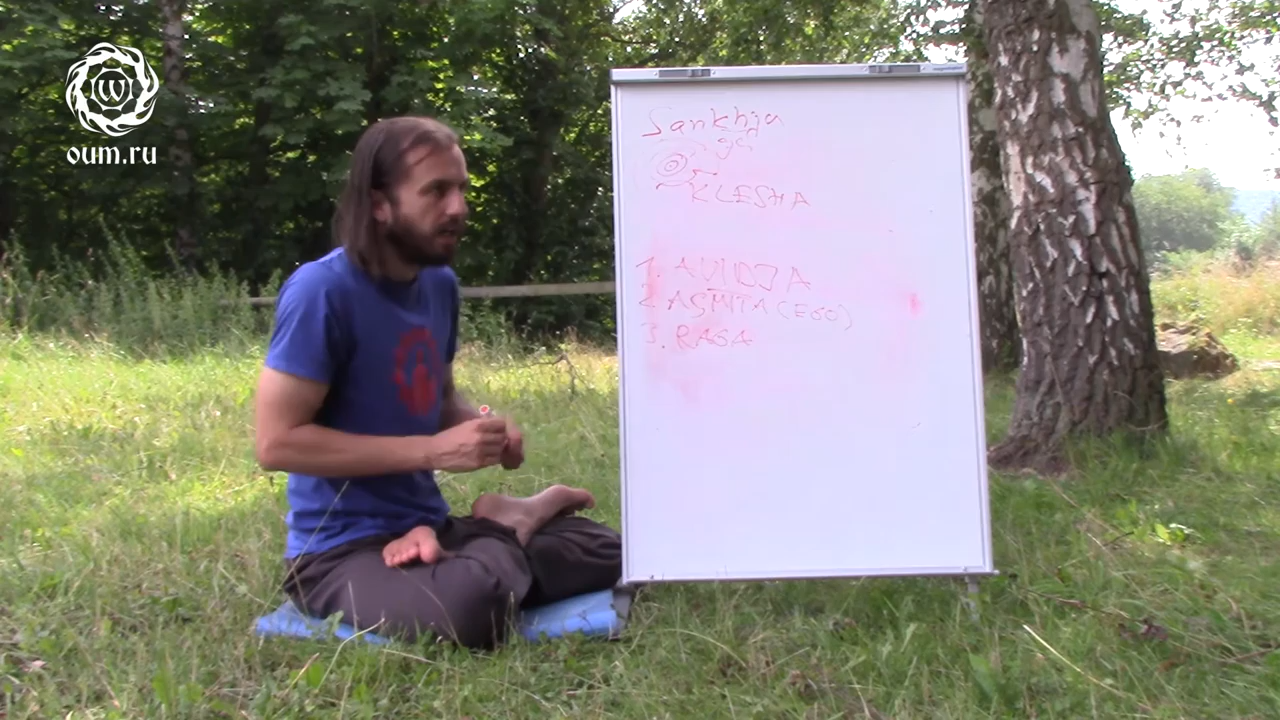 oum.ru
Sankhja
KLESHA
1. AVIDJA
2 ASMITA (EGO)
3. RAGA